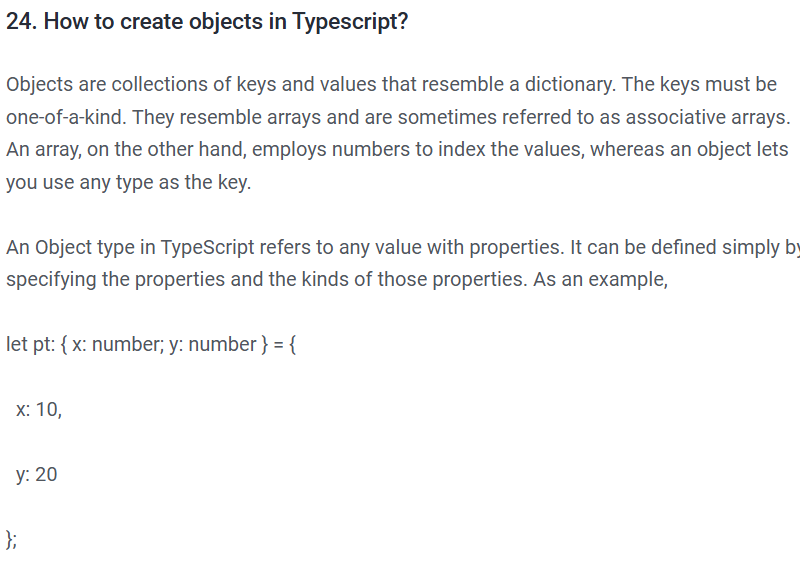 24. How to create objects in Typescript?
Objects are collections of keys and values that resemble a dictionary. The keys must be
one-of-a-kind. They resemble arrays and are sometimes referred to as associative arrays.
An array, on the other hand, employs numbers to index the values, whereas an object lets
you use any type as the key.
An Object type in TypeScript refers to any value with properties. It can be defined simply by
specifying the properties and the kinds of those properties. As an example,
let pt: { x: number; y: number } = {
x: 10,
y: 20
};